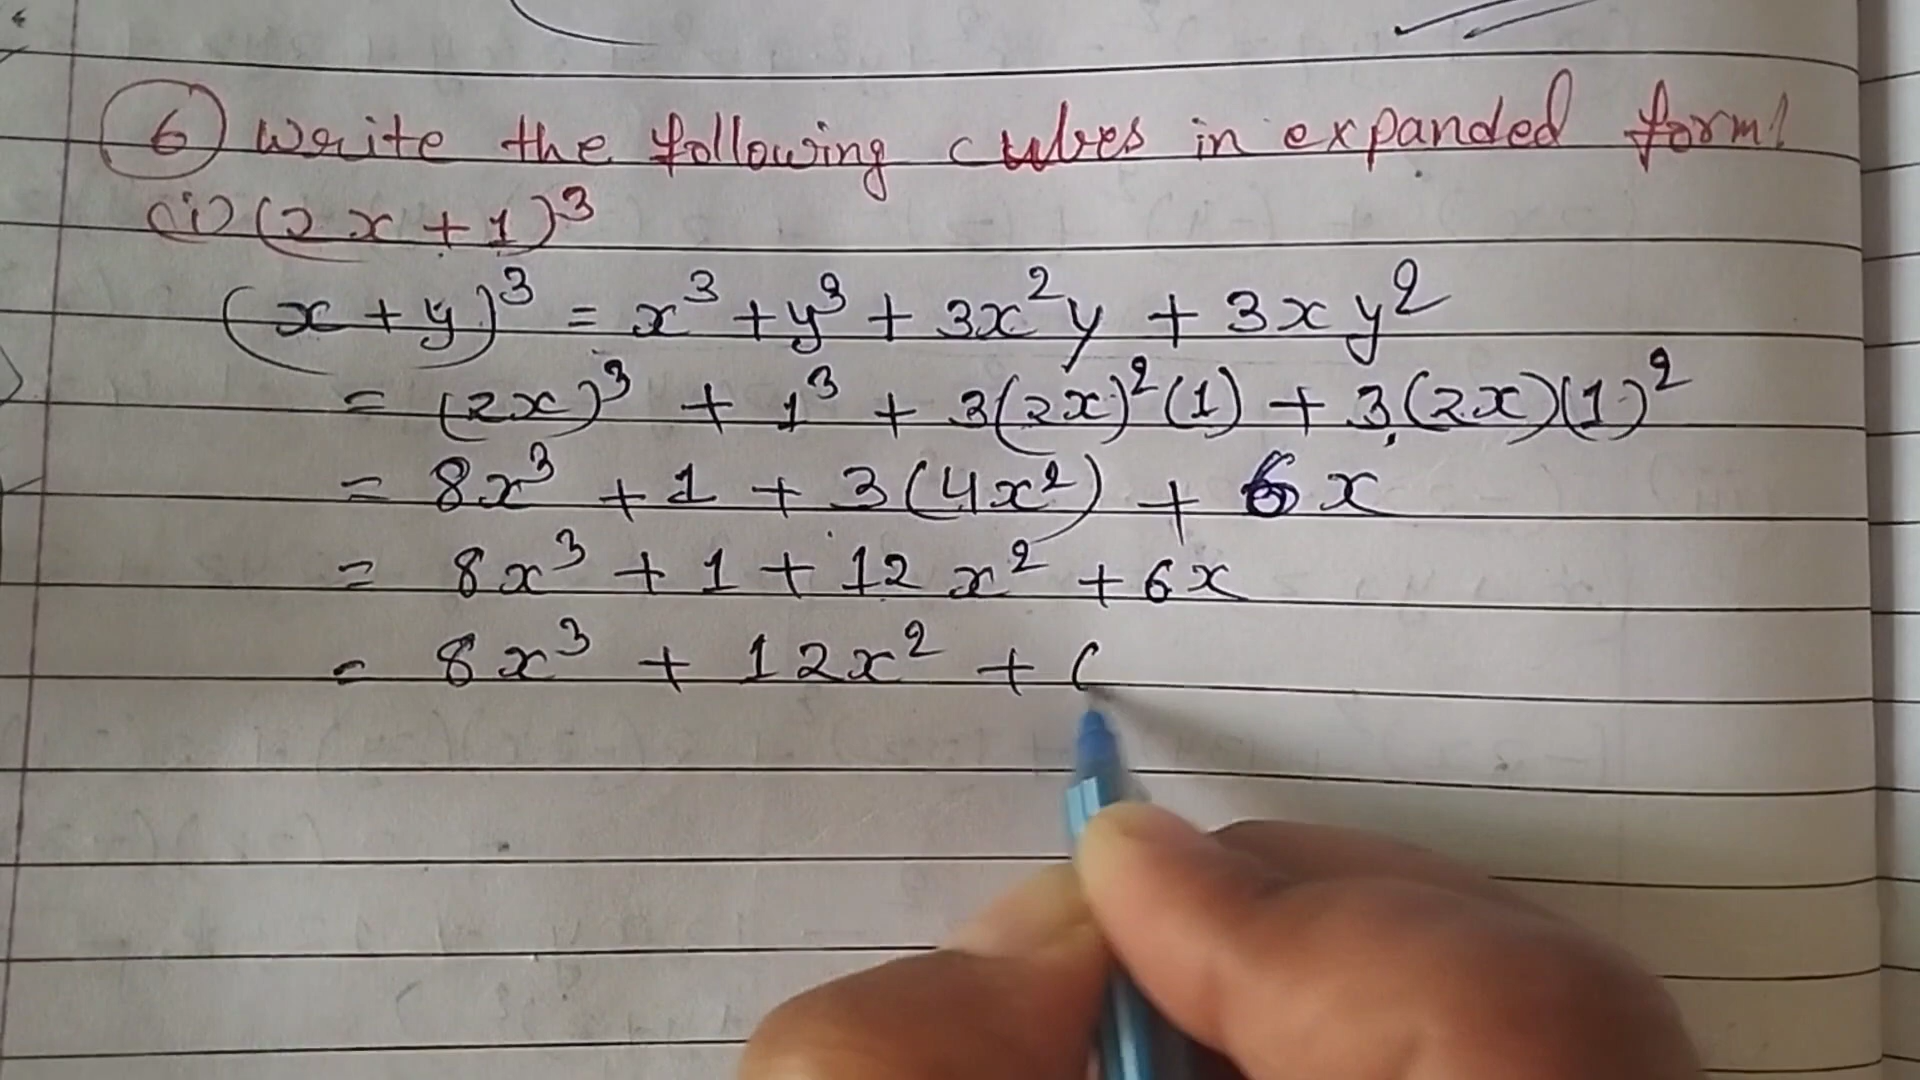 6 Write the following cubes in expanded form:
(i) (2x + 1)³
(x + y)³ = x³ + y³ + 3x²y + 3xy²
= (2x)³ + 1³ + 3(2x)²(1) + 3(2x)(1)²
= 8x³ + 1 + 3(4x²) + 6x
= 8x³ + 1 + 12x² + 6x
= 8x³ + 12x² +